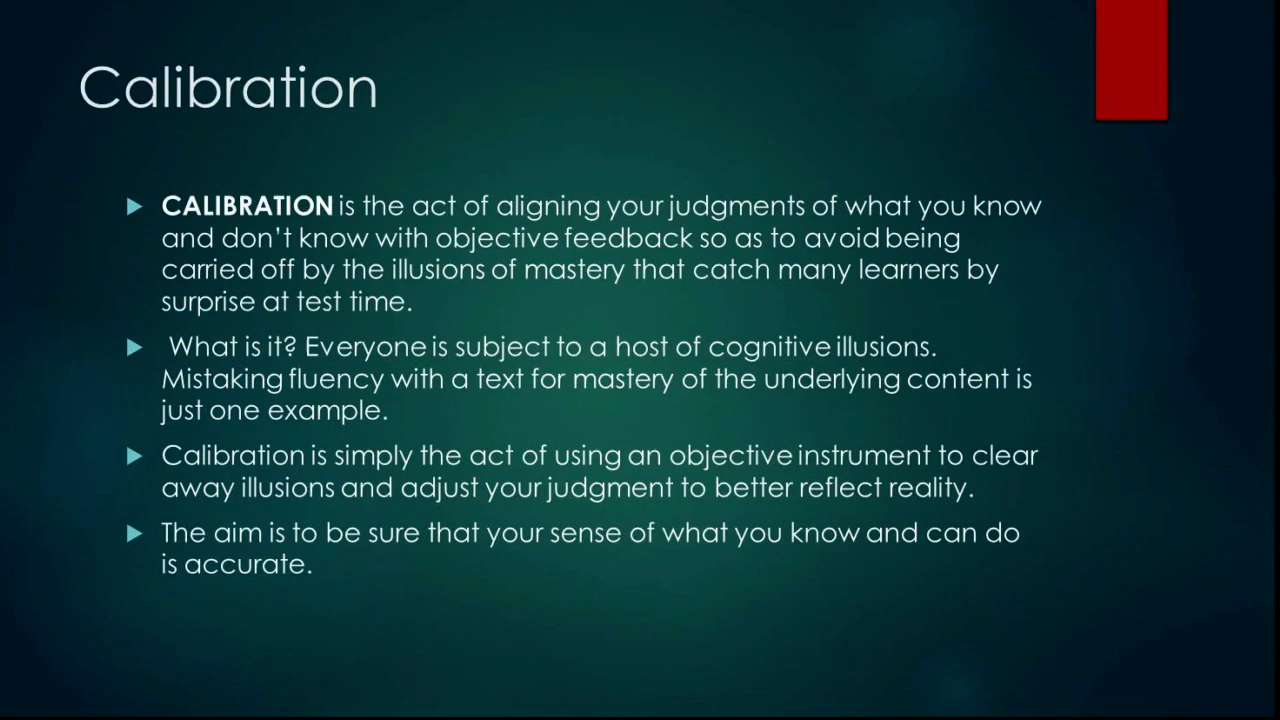 Calibration
CALIBRATION is the act of aligning your judgments of what you know
and don't know with objective feedback so as to avoid being
carried off by the illusions of mastery that catch many learners by
surprise at test time.
What is it? Everyone is subject to a host of cognitive illusions.
Mistaking fluency with a text for mastery of the underlying content is
just one example.
Calibration is simply the act of using an objective instrument to clear
away illusions and adjust your judgment to better reflect reality.
The aim is to be sure that your sense of what you know and can do
is accurate.